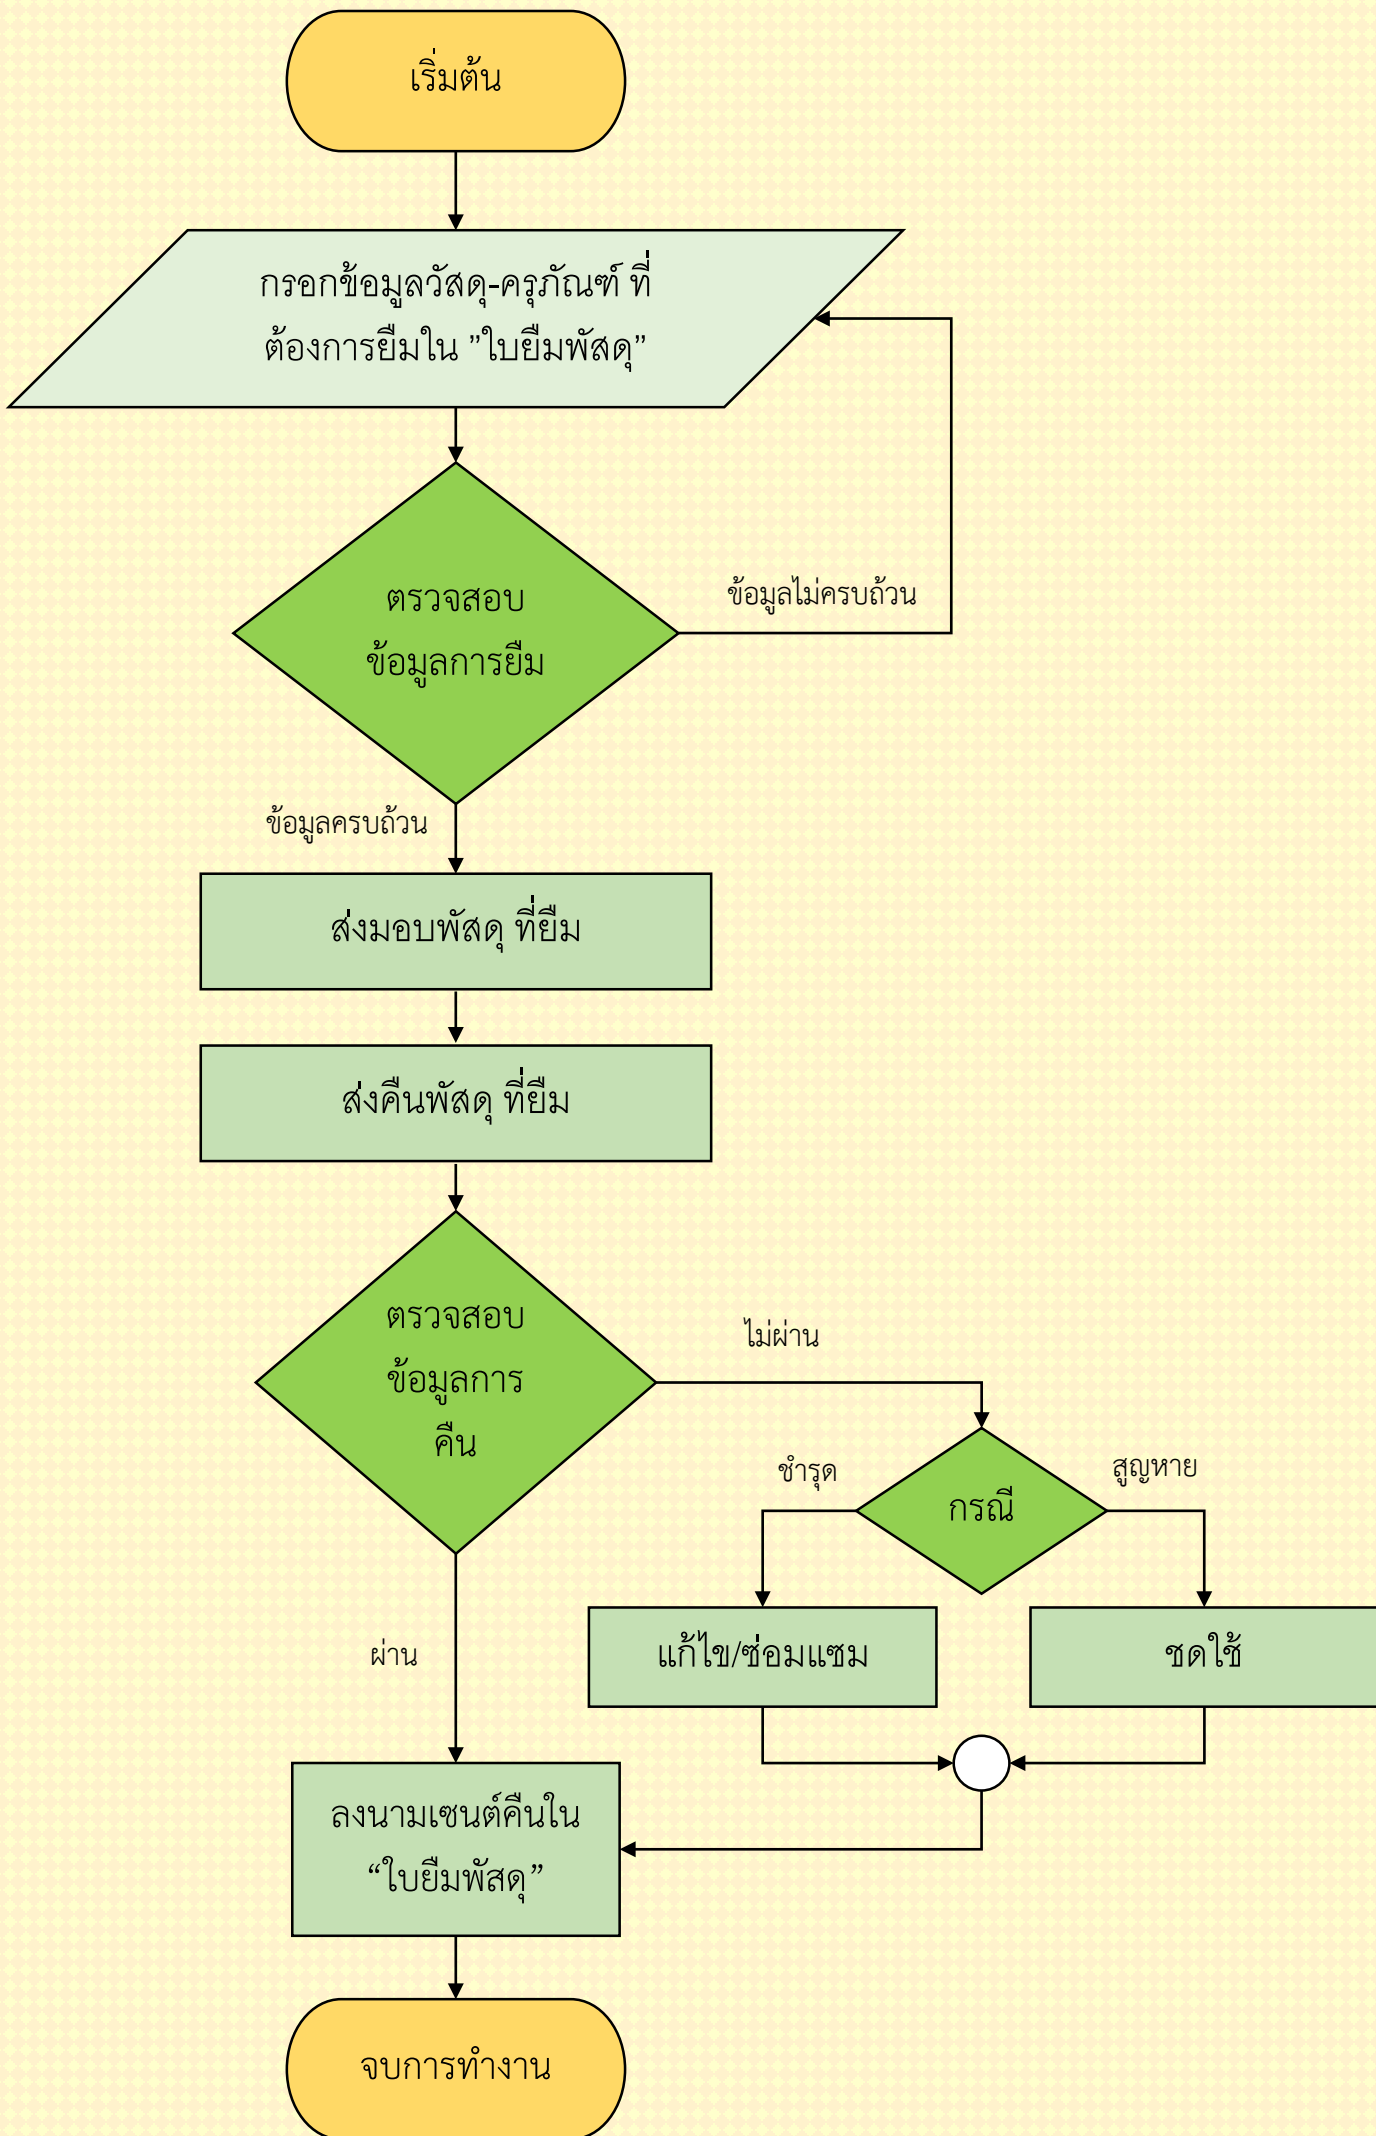 เริ่มต้น
กรอกข้อมูลวัสดุ-ครุภัณฑ์ ที่
ต้องการยืมใน ”ใบยืมพัสดุ”
ตรวจสอบ
ข้อมูลการยืม
ข้อมูลไม่ครบถ้วน
ข้อมูลครบถ้วน
ส่งมอบพัสดุ ที่ยืม
ส่งคืนพัสดุ ที่ยืม
ตรวจสอบ
ข้อมูลการ
คืน
ไม่ผ่าน
ชำรุด
กรณี
สูญหาย
ผ่าน
แก้ไข/ซ่อมแซม
ชดใช้
ลงนามเซนต์คืนใน
“ใบยืมพัสดุ”
จบการทำงาน